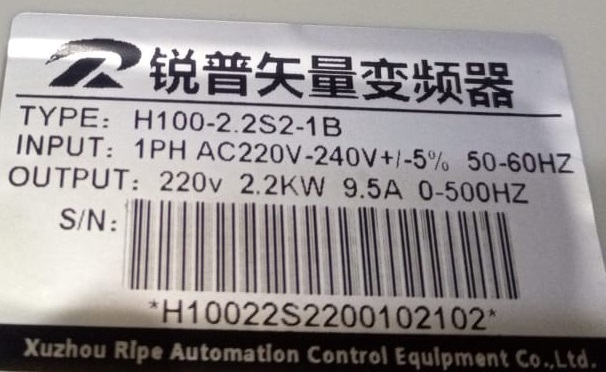 锐普矢量变频器
TYPE: H100-2.2S2-1B
INPUT: 1PH AC220V-240V+/-5% 50-60HZ
OUTPUT: 220v 2.2KW 9.5A 0-500HZ
S/N:
*H10022S2200102102*
Xuzhou Ripe Automation Control Equipment Co.,Ltd.